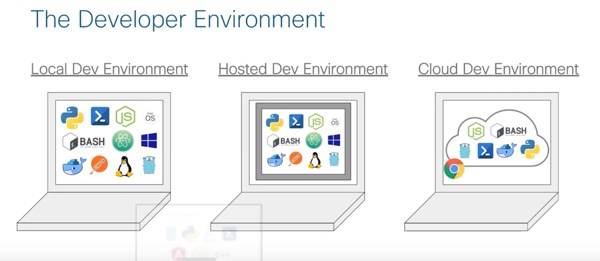 The Developer Environment
Local Dev Environment
Hosted Dev Environment
Cloud Dev Environment
JS
OS
BASH
JS
OS
BASH
JS
BASH